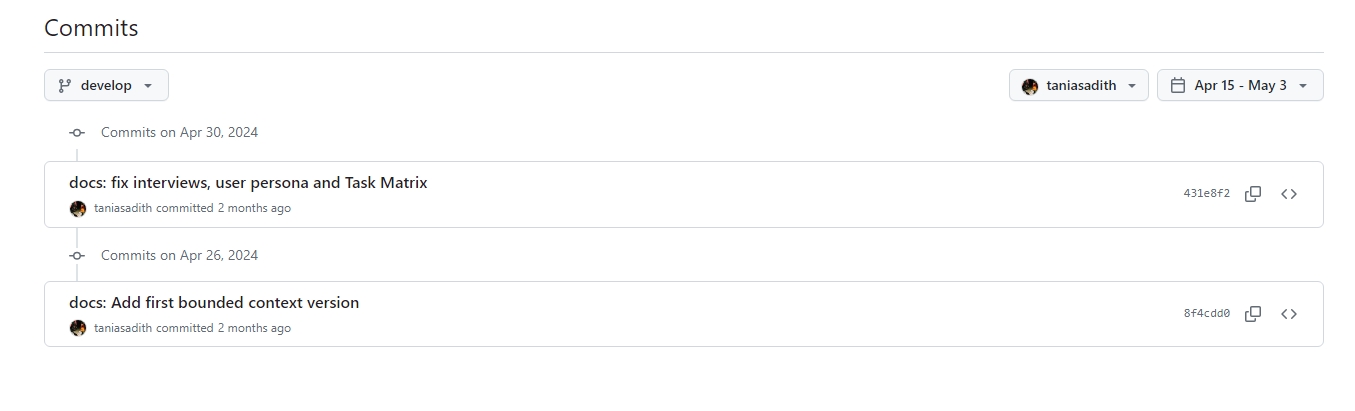 Commits
develop
taniasadith
Apr 15 - May 3
Commits on Apr 30, 2024
docs: fix interviews, user persona and Task Matrix
431e8f2
taniasadith committed 2 months ago
Commits on Apr 26, 2024
docs: Add first bounded context version
8f4cdd0
taniasadith committed 2 months ago